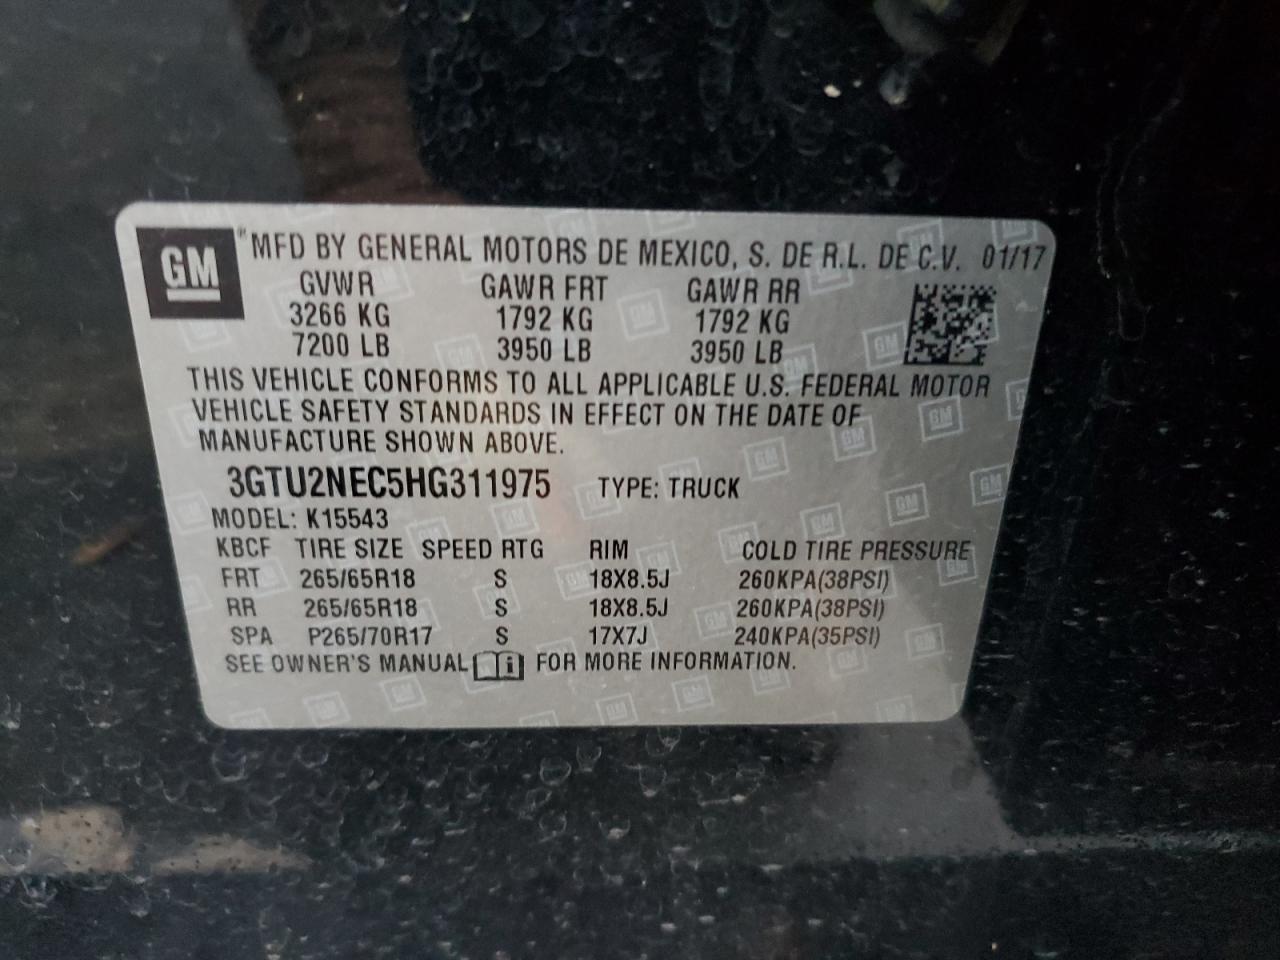 GM ® MFD BY GENERAL MOTORS DE MEXICO, S. DE R.L. DE C.V. 01/17
GVWR GAWR FRT GAWR RR
3266 KG 1792 KG 1792 KG
7200 LB 3950 LB 3950 LB
THIS VEHICLE CONFORMS TO ALL APPLICABLE U.S. FEDERAL MOTOR
VEHICLE SAFETY STANDARDS IN EFFECT ON THE DATE OF
MANUFACTURE SHOWN ABOVE.
3GTU2NEC5HG311975 TYPE: TRUCK
MODEL: K15543
KBCF TIRE SIZE SPEED RTG RIM COLD TIRE PRESSURE
FRT 265/65R18 S 18X8.5J 260KPA(38PSI)
RR 265/65R18 S 18X8.5J 260KPA(38PSI)
SPA P265/70R17 S 17X7J 240KPA(35PSI)
SEE OWNER'S MANUAL i FOR MORE INFORMATION.